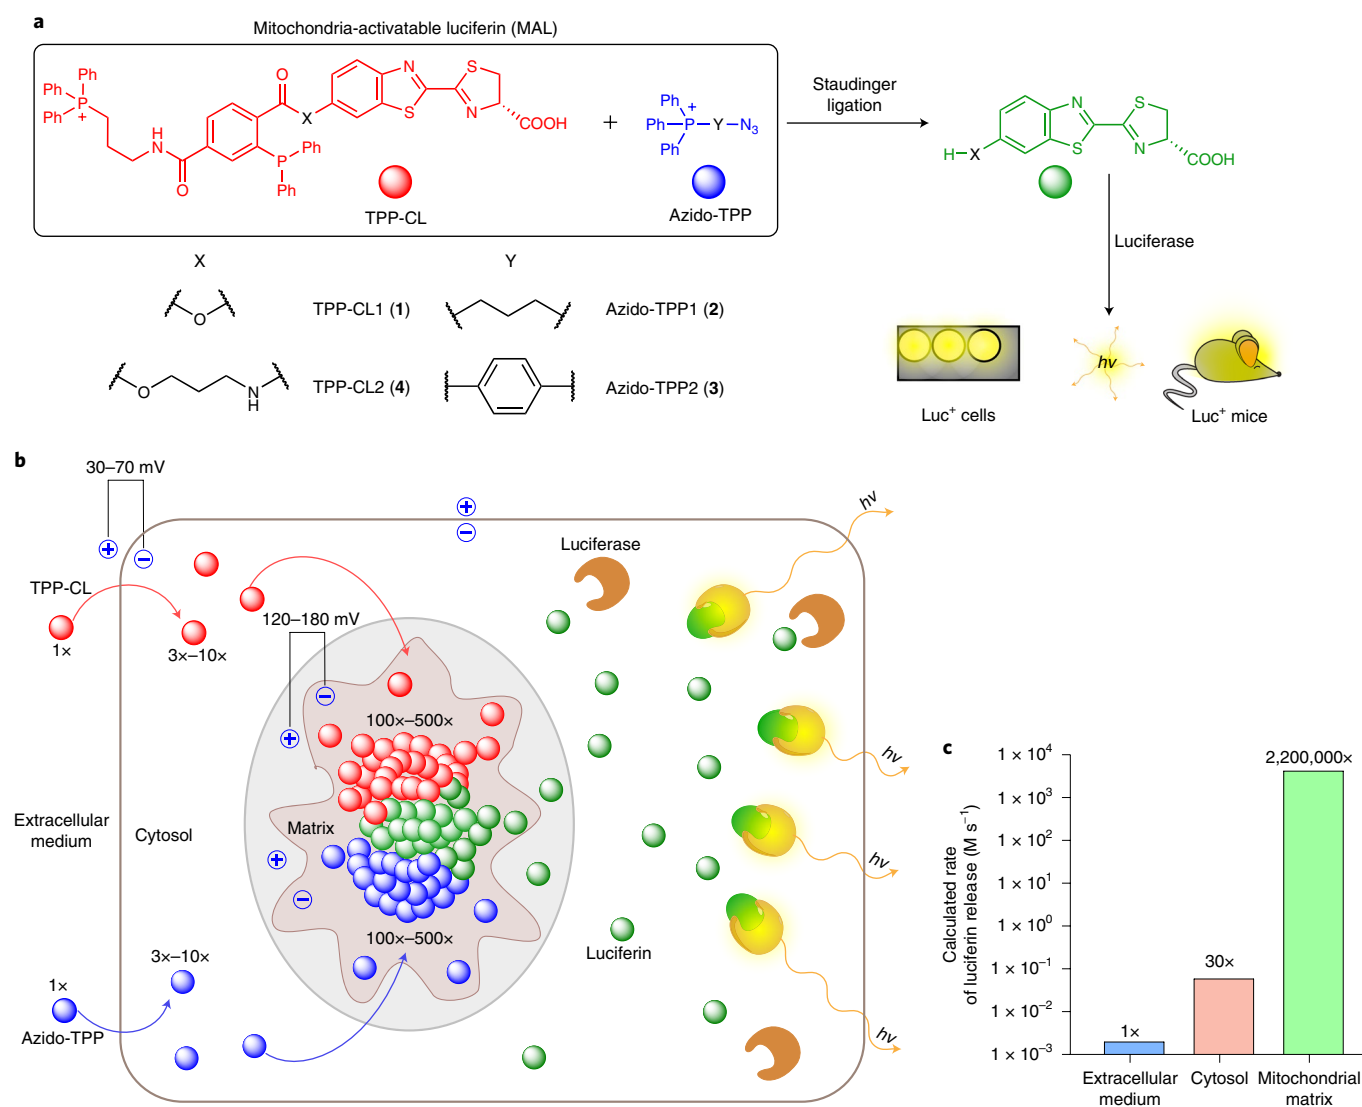 a
Mitochondria-activatable luciferin (MAL)
Ph
Ph
P
+
Ph
H
N
O
O
X
P
Ph
Ph
N
S
S
N
COOH
TPP-CL
+
Ph
+
Ph P Y N₃
Ph
Azido-TPP
Staudinger
ligation
H X
N
S
S
N
COOH
Luciferase
X
Y
O
TPP-CL1 (1)
Azido-TPP1 (2)
O
N
H
TPP-CL2 (4)
Azido-TPP2 (3)
hν
Luc⁺ cells
Luc⁺ mice
b
30–70 mV
+
−
+
−
TPP-CL
1×
3×–10×
120–180 mV
−
+
100×–500×
Luciferase
hν
hν
hν
hν
Extracellular
medium
Cytosol
Matrix
+
−
100×–500×
3×–10×
1×
Azido-TPP
Luciferin
c
Calculated rate
of luciferin release (M s⁻¹)
1 × 10⁴
1 × 10³
1 × 10²
1 × 10¹
1 × 10⁰
1 × 10⁻¹
1 × 10⁻²
1 × 10⁻³
1×
30×
2,200,000×
Extracellular
medium
Cytosol
Mitochondrial
matrix